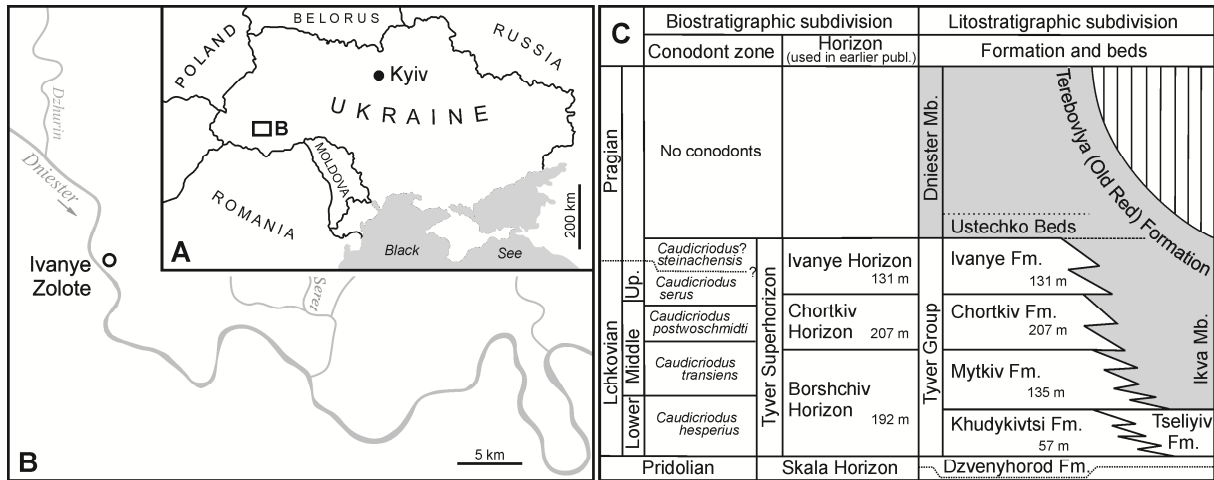 BELORUS
POLAND
RUSSIA
Kyiv
UKRAINE
B
MOLDOVA
ROMANIA
Black
See
200 km
A
Dzhurin
Dniester
Ivanye
Zolote
Seret
5 km
B
C
Biostratigraphic subdivision
Litostratigraphic subdivision
Conodont zone
Horizon
(used in earlier publ.)
Formation and beds
Pragian
No conodonts
Dniester Mb.
Terebovlya (Old Red) Formation
Ustechko Beds
Lchkovian
Up.
Middle
Lower
Caudicriodus?
steinachensis
?
Caudicriodus
serus
Caudicriodus
postwoschmidti
Caudicriodus
transiens
Caudicriodus
hesperius
Tyver Superhorizon
Ivanye Horizon
131 m
Chortkiv
Horizon 207 m
Borshchiv
Horizon
192 m
Tyver Group
Ivanye Fm.
131 m
Chortkiv Fm.
207 m
Mytkiv Fm.
135 m
Khudykivtsi Fm.
57 m
Ikva Mb.
Tseliyiv
Fm.
Pridolian
Skala Horizon
Dzvenyhorod Fm.